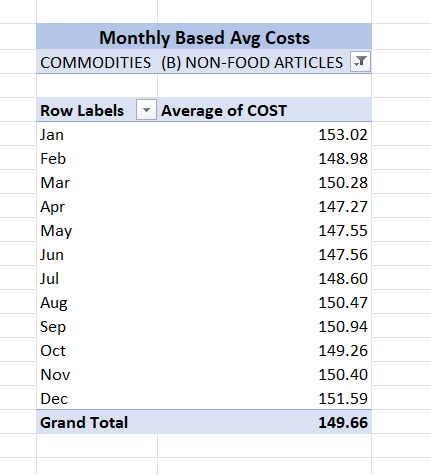 Monthly Based Avg Costs
COMMODITIES (B) NON-FOOD ARTICLES
Row Labels Average of COST
Jan 153.02
Feb 148.98
Mar 150.28
Apr 147.27
May 147.55
Jun 147.56
Jul 148.60
Aug 150.47
Sep 150.94
Oct 149.26
Nov 150.40
Dec 151.59
Grand Total 149.66